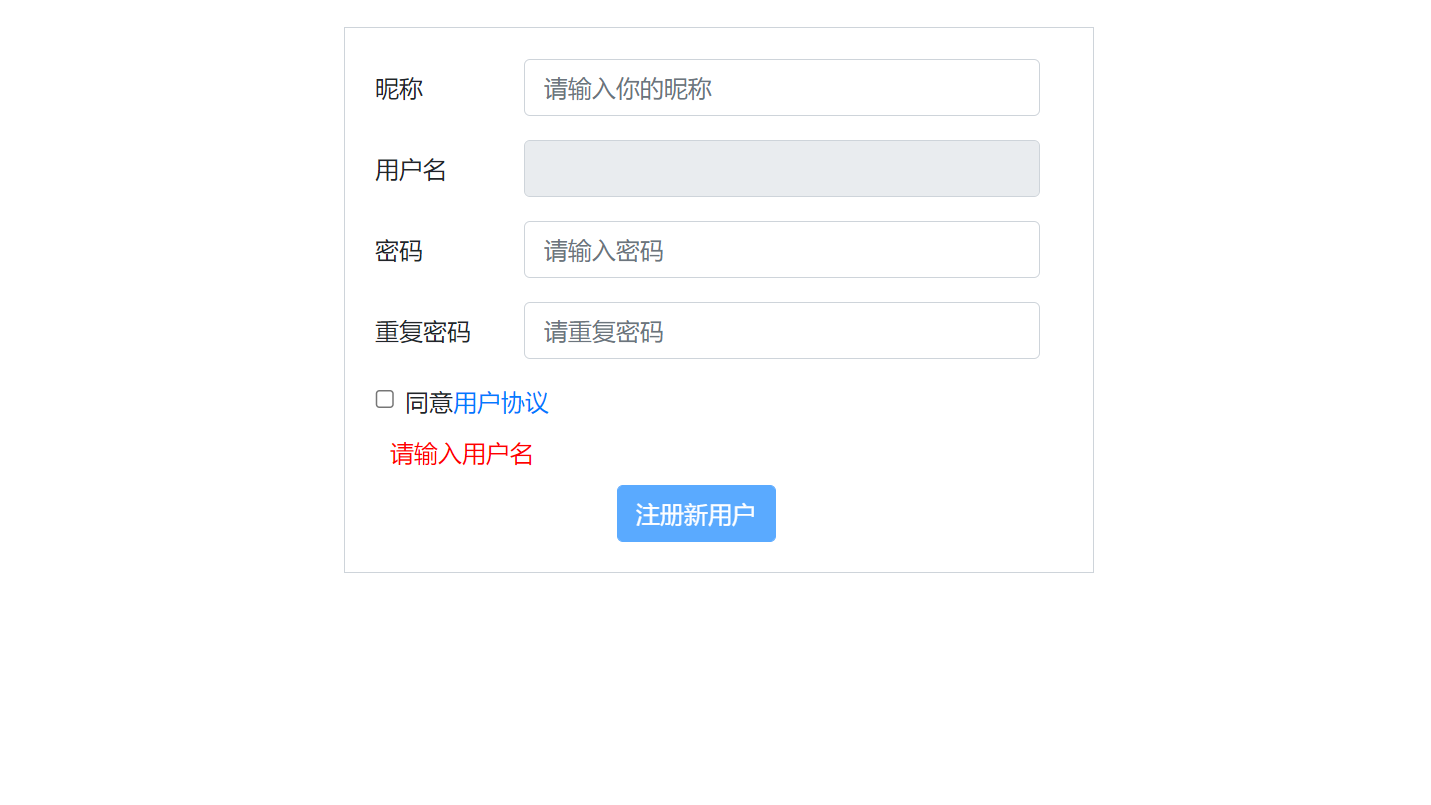 昵称 请输入你的昵称
用户名
密码 请输入密码
重复密码 请重复密码
同意用户协议
请输入用户名
注册新用户